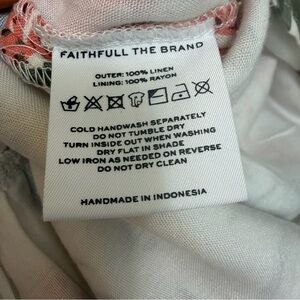 FAITHFULL THE BRAND
OUTER: 100% LINEN
LINING: 100% RAYON
COLD HANDWASH SEPARATELY
DO NOT TUMBLE DRY
TURN INSIDE OUT WHEN WASHING
DRY FLAT IN SHADE
LOW IRON AS NEEDED ON REVERSE
DO NOT DRY CLEAN
HANDMADE IN INDONESIA